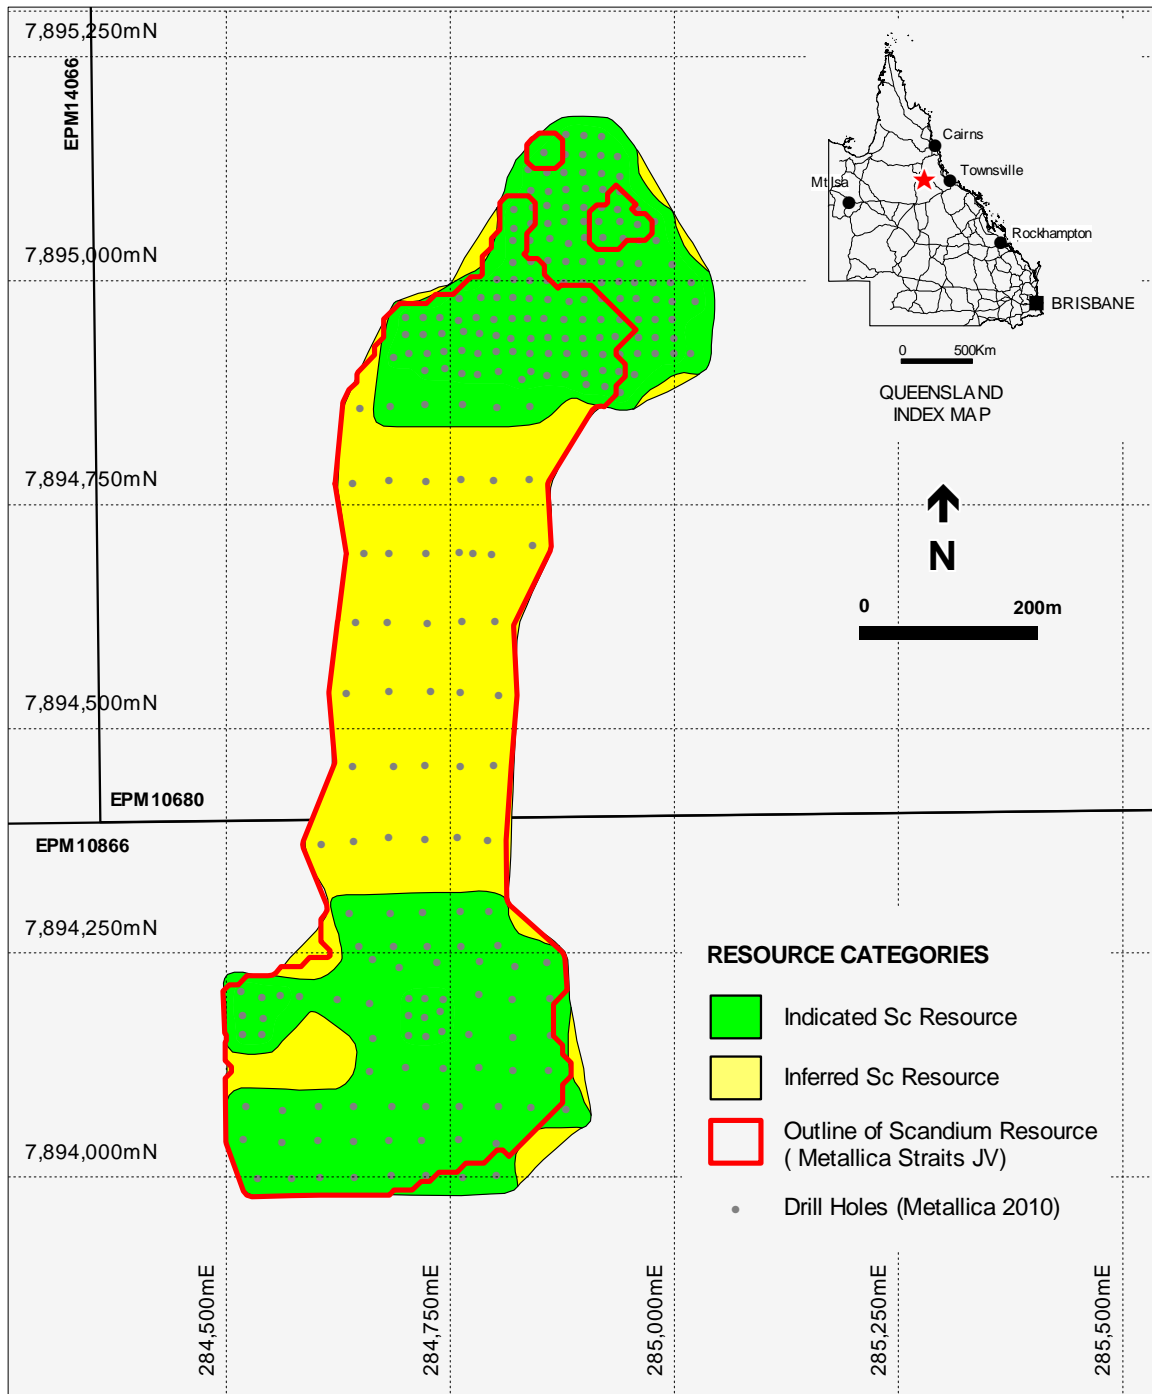 7,895,250mN
EPM14066
Cairns
Townsville
Mt Isa
Rockhampton
BRISBANE
0 500Km
QUEENSLAND
INDEX MAP
7,895,000mN
7,894,750mN
N
0 200m
7,894,500mN
EPM10680
EPM10866
7,894,250mN
RESOURCE CATEGORIES
Indicated Sc Resource
Inferred Sc Resource
Outline of Scandium Resource
( Metallica Straits JV)
Drill Holes (Metallica 2010)
7,894,000mN
284,500mE
284,750mE
285,000mE
285,250mE
285,500mE